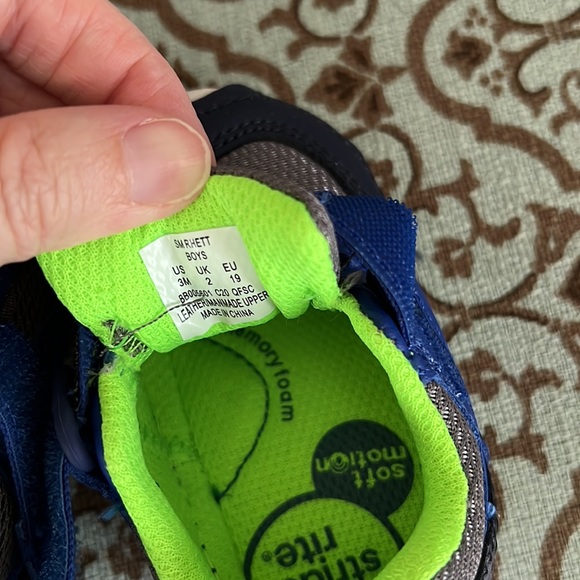 SM RHETT
BOYS
US UK EU
3M 2 19
BB005601 C20 QFSC
LEATHER/MANMADE UPPER
MADE IN CHINA
memory foam
soft
motion
stride
rite®